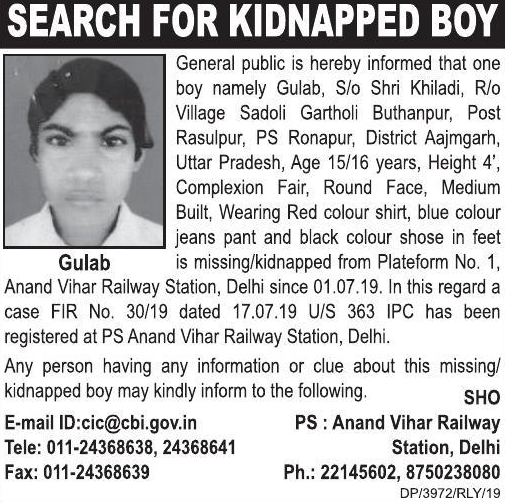 SEARCH FOR KIDNAPPED BOY
General public is hereby informed that one
boy namely Gulab, S/o Shri Khiladi, R/o
Village Sadoli Gartholi Buthanpur, Post
Rasulpur, PS Ronapur, District Aajmgarh,
Uttar Pradesh, Age 15/16 years, Height 4’,
Complexion Fair, Round Face, Medium
Built, Wearing Red colour shirt, blue colour
jeans pant and black colour shose in feet
Gulab
is missing/kidnapped from Plateform No. 1,
Anand Vihar Railway Station, Delhi since 01.07.19. In this regard a
case FIR No. 30/19 dated 17.07.19 U/S 363 IPC has been
registered at PS Anand Vihar Railway Station, Delhi.
Any person having any information or clue about this missing/
kidnapped boy may kindly inform to the following.
SHO
E-mail ID:cic@cbi.gov.in
PS : Anand Vihar Railway
Tele: 011-24368638, 24368641
Station, Delhi
Fax: 011-24368639
Ph.: 22145602, 8750238080
DP/3972/RLY/19